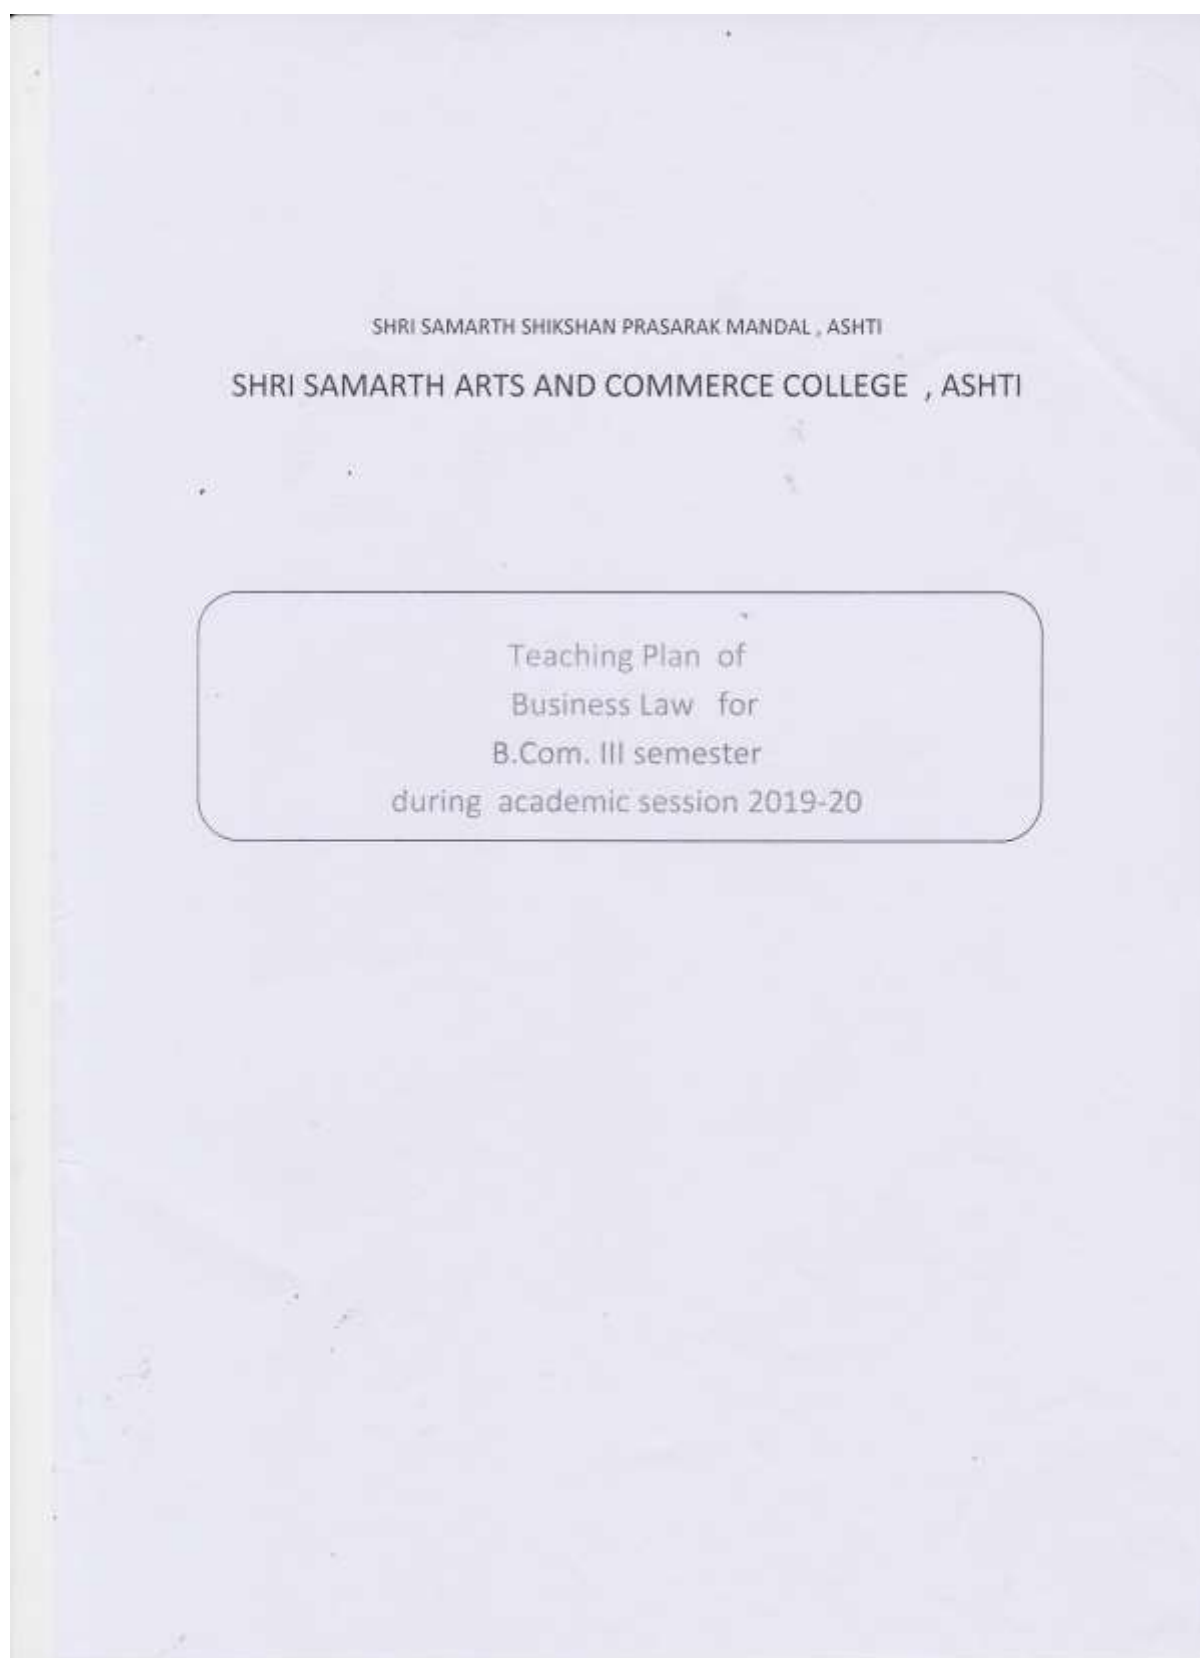 SHRI SAMARTH SHIKSHAN PRASARAK MANDAL , ASHTI
SHRI SAMARTH ARTS AND COMMERCE COLLEGE , ASHTI
Teaching Plan of
Business Law for
B.Com. III semester
during academic session 2019-20